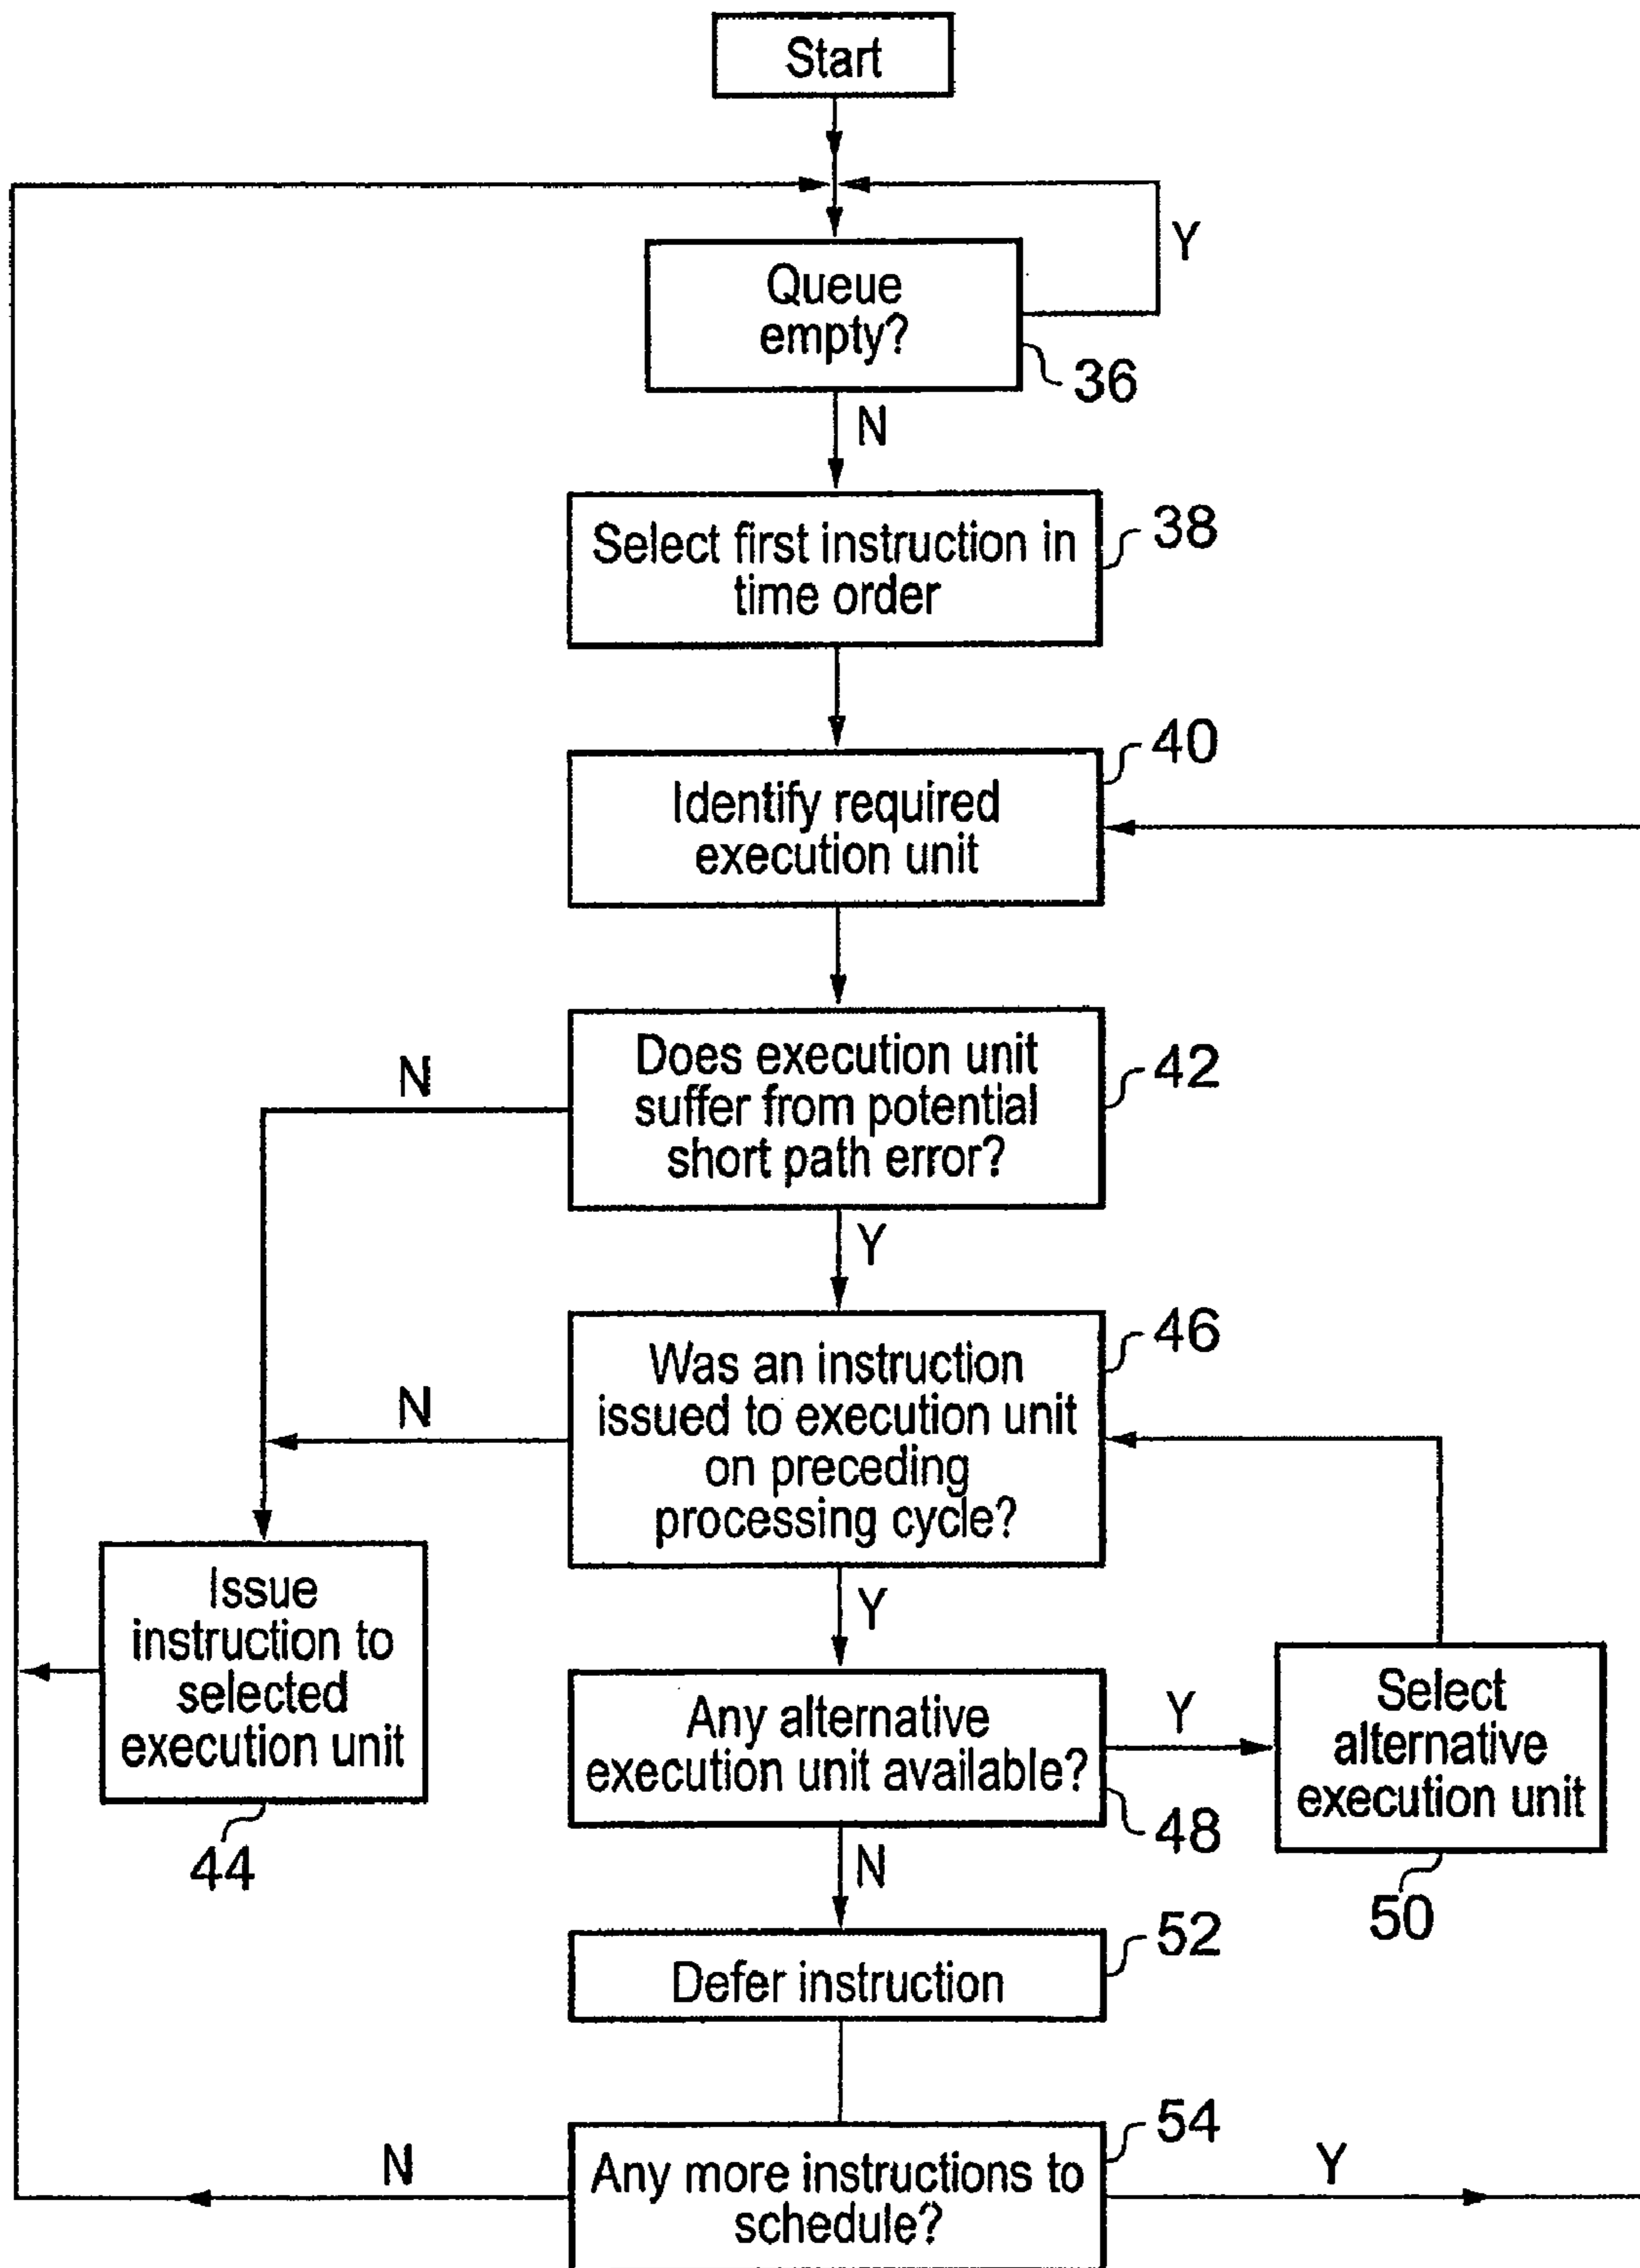 Start
Y
Queue
empty?
36
N
Select first instruction in
time order
38
Identify required
execution unit
40
Does execution unit
suffer from potential
short path error?
42
N
Y
Was an instruction
issued to execution unit
on preceding
processing cycle?
46
N
Y
Issue
instruction to
selected
execution unit
44
Any alternative
execution unit available?
48
Y
Select
alternative
execution unit
50
N
Defer instruction
52
Any more instructions to
schedule?
54
N
Y